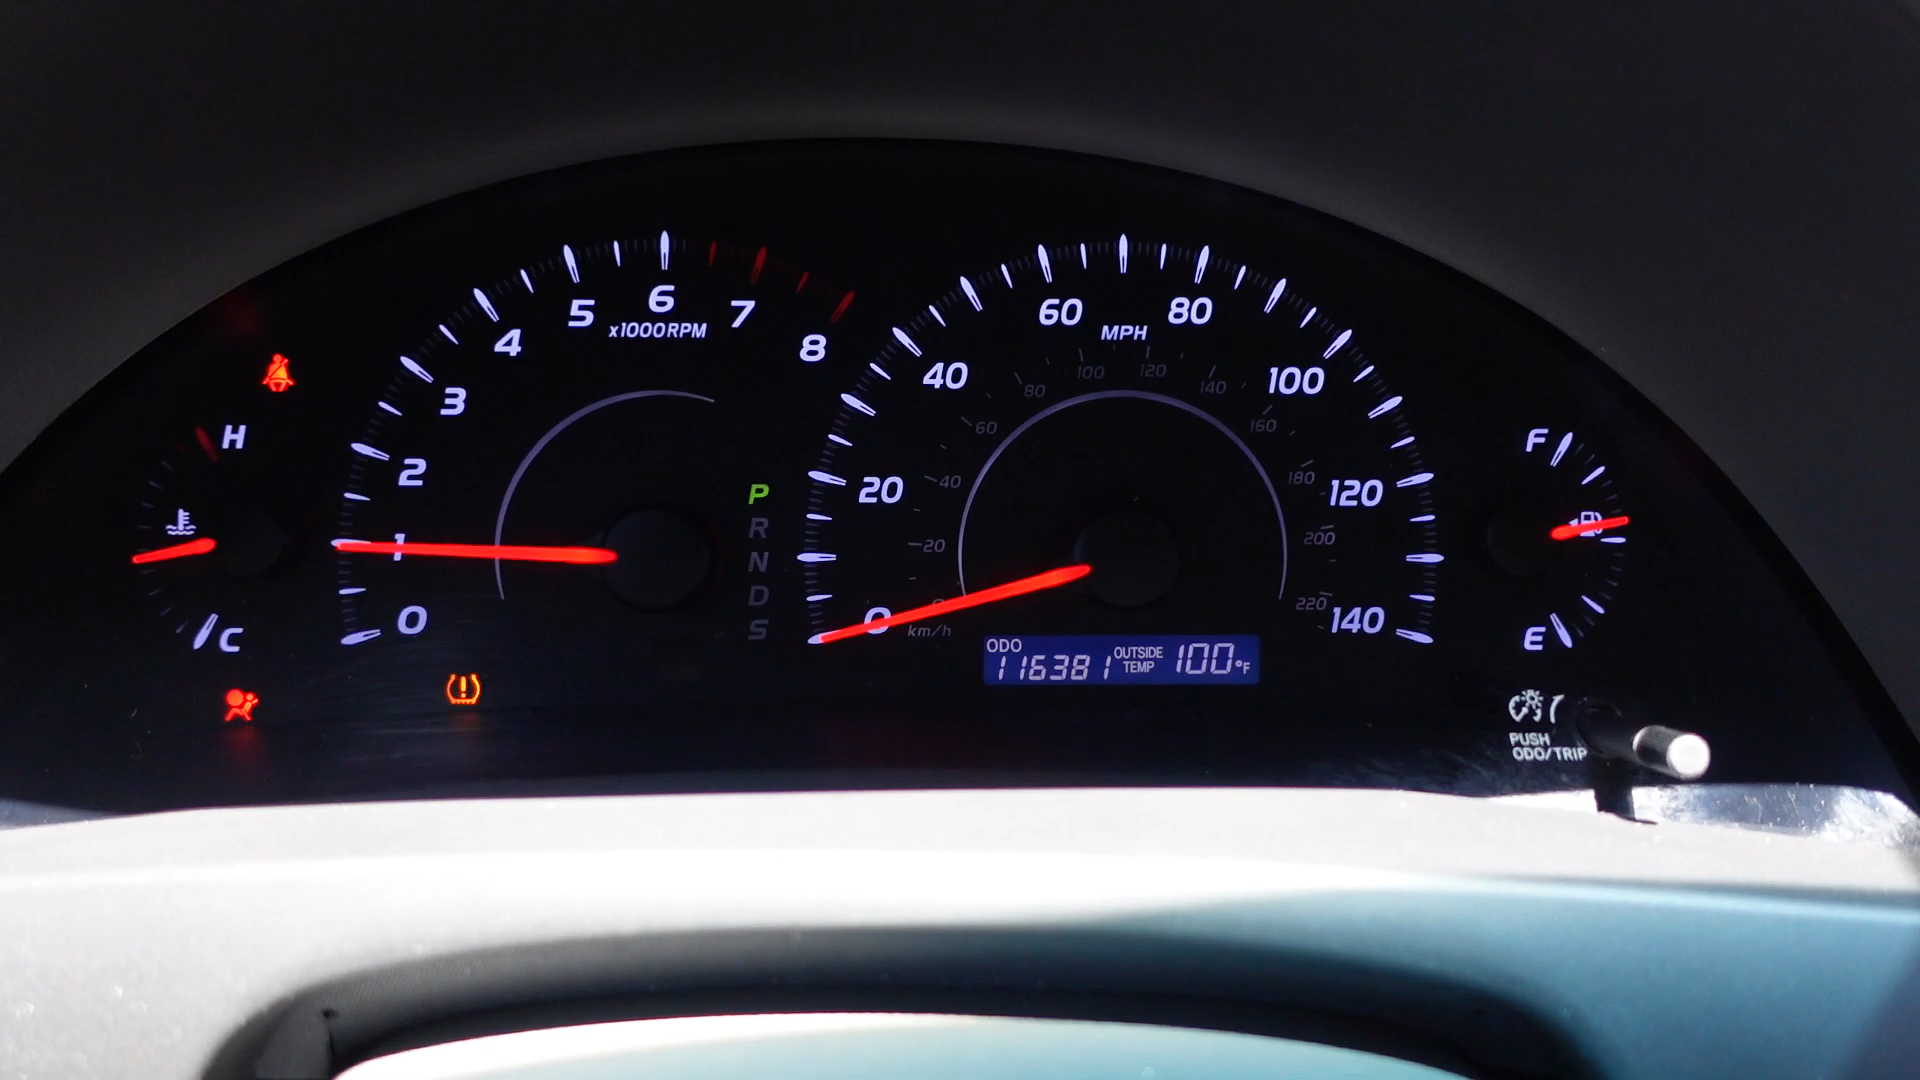 0 1 2 3 4 5 6 7 8
x1000RPM
H
C
P
R
N
D
S
0 20 40 60 80 100 120 140
MPH
20 40 60 80 100 120 140 160 180 200 220
km/h
ODO
116381
OUTSIDE
TEMP
100°F
F
E
PUSH
ODO/TRIP